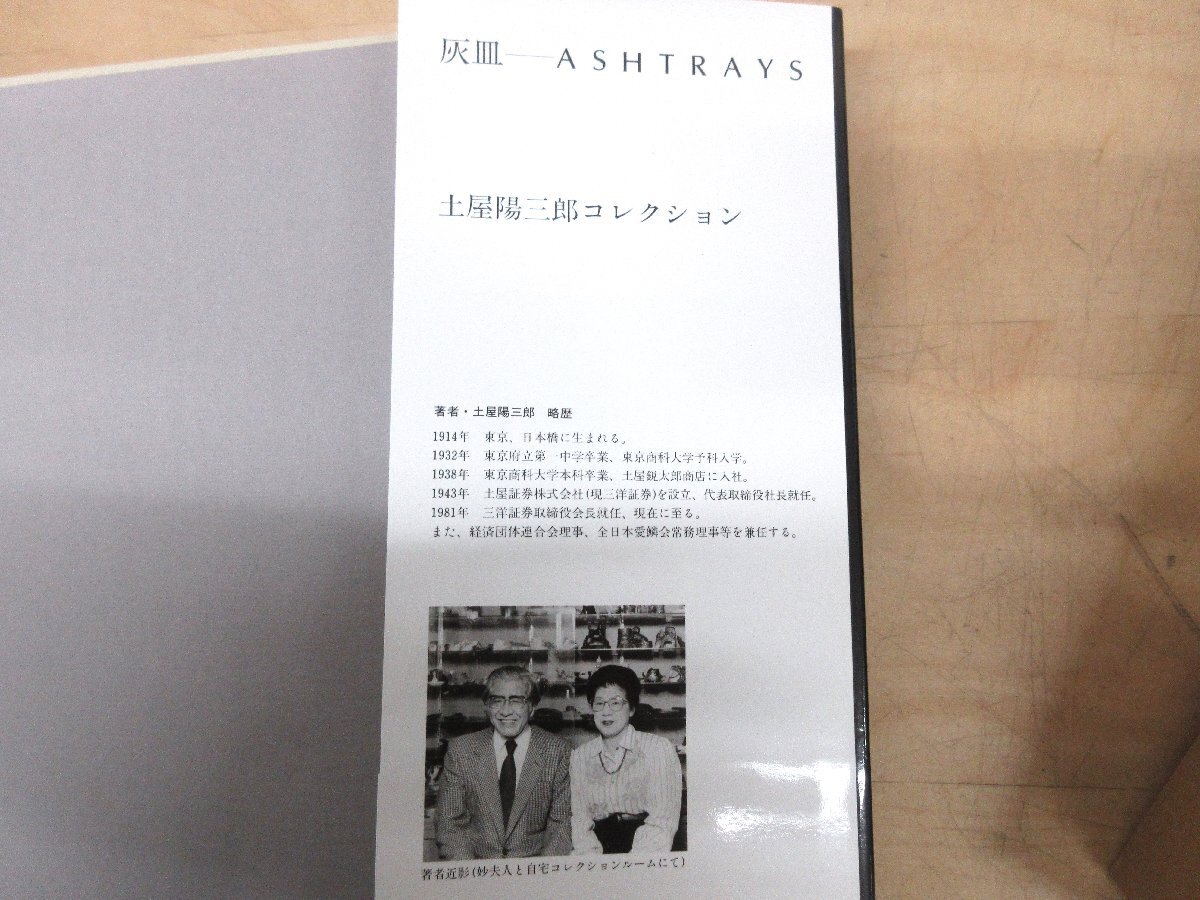 灰皿──ASHTRAYS
土屋陽三郎コレクション
著者・土屋陽三郎 略歴
1914年 東京、日本橋に生まれる。
1932年 東京府立第一中学卒業、東京商科大学予科入学。
1938年 東京商科大学本科卒業、土屋鋭太郎商店に入社。
1943年 土屋証券株式会社(現三洋証券)を設立、代表取締役社長就任。
1981年 三洋証券取締役会長就任、現在に至る。
また、経済団体連合会理事、全日本愛鱗会常務理事等を兼任する。
著者近影(妙夫人と自宅コレクションルームにて)